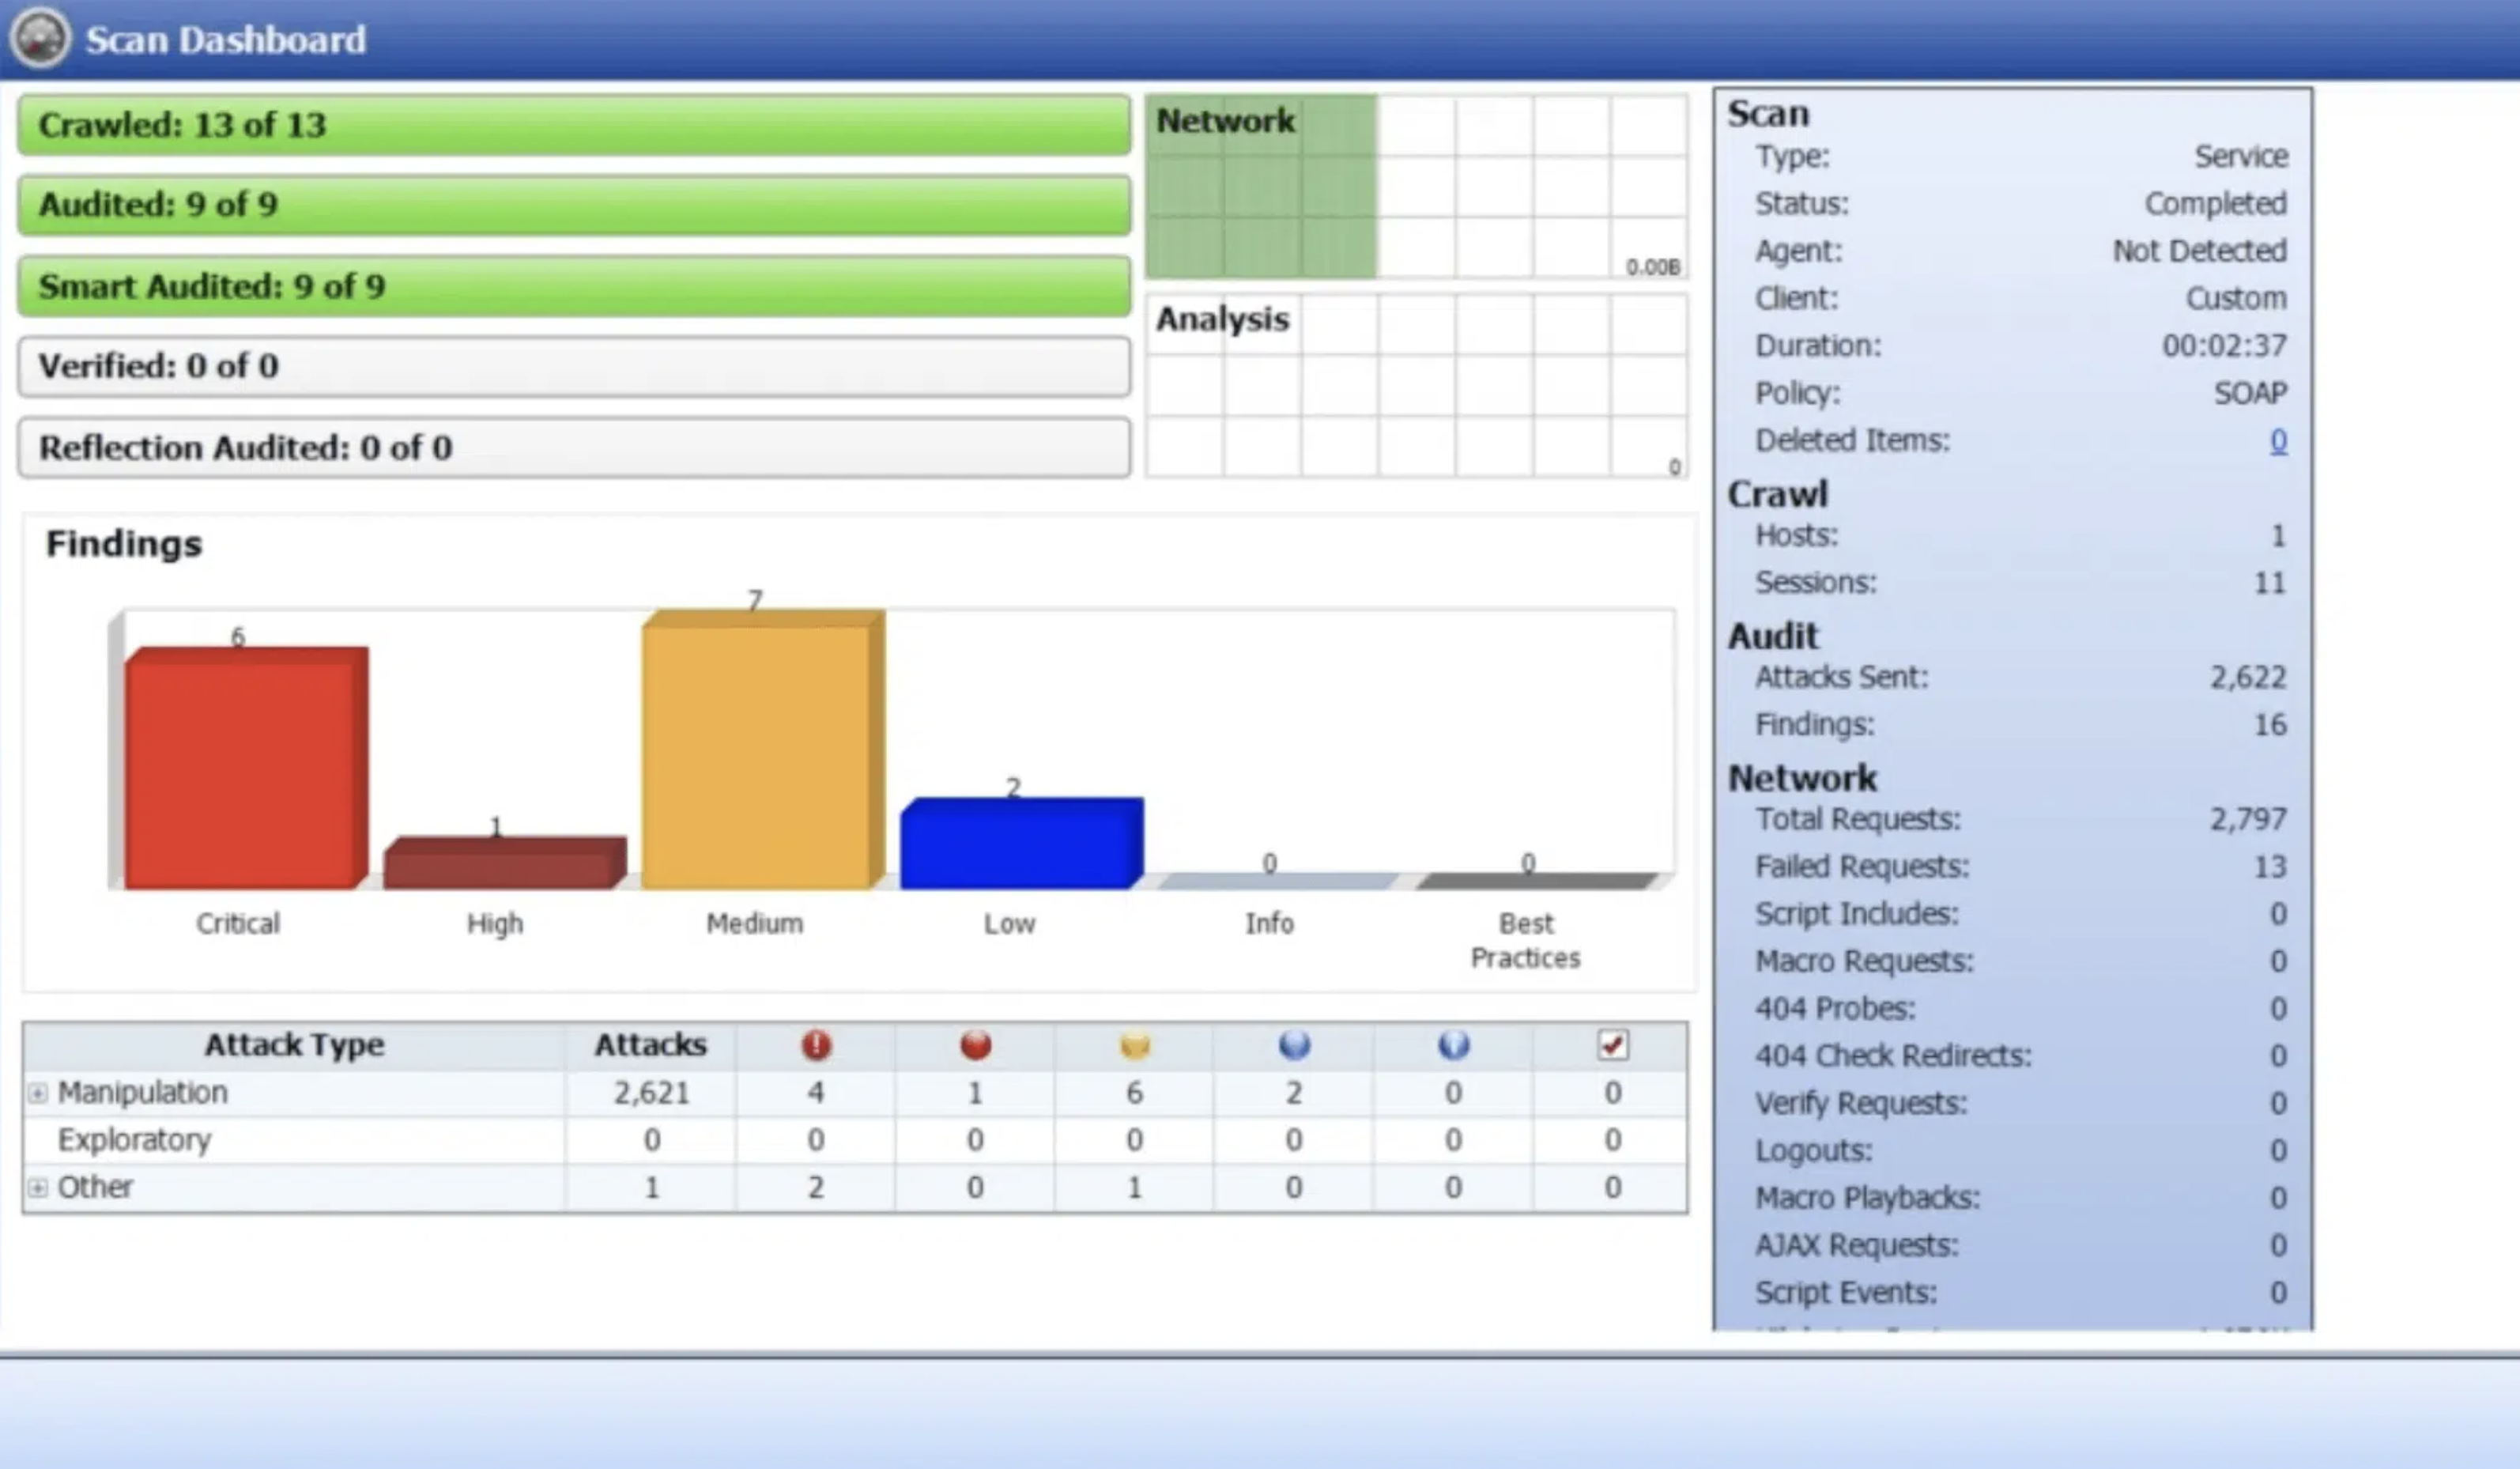 Scan Dashboard
Crawled: 13 of 13
Audited: 9 of 9
Smart Audited: 9 of 9
Verified: 0 of 0
Reflection Audited: 0 of 0
Network
0.00B
Analysis
0
Findings
6
1
7
2
0
0
Critical High Medium Low Info Best
Practices
Attack Type Attacks
Manipulation 2,621 4 1 6 2 0 0
Exploratory 0 0 0 0 0 0 0
Other 1 2 0 1 0 0 0
Scan
Type: Service
Status: Completed
Agent: Not Detected
Client: Custom
Duration: 00:02:37
Policy: SOAP
Deleted Items: 0
Crawl
Hosts: 1
Sessions: 11
Audit
Attacks Sent: 2,622
Findings: 16
Network
Total Requests: 2,797
Failed Requests: 13
Script Includes: 0
Macro Requests: 0
404 Probes: 0
404 Check Redirects: 0
Verify Requests: 0
Logouts: 0
Macro Playbacks: 0
AJAX Requests: 0
Script Events: 0